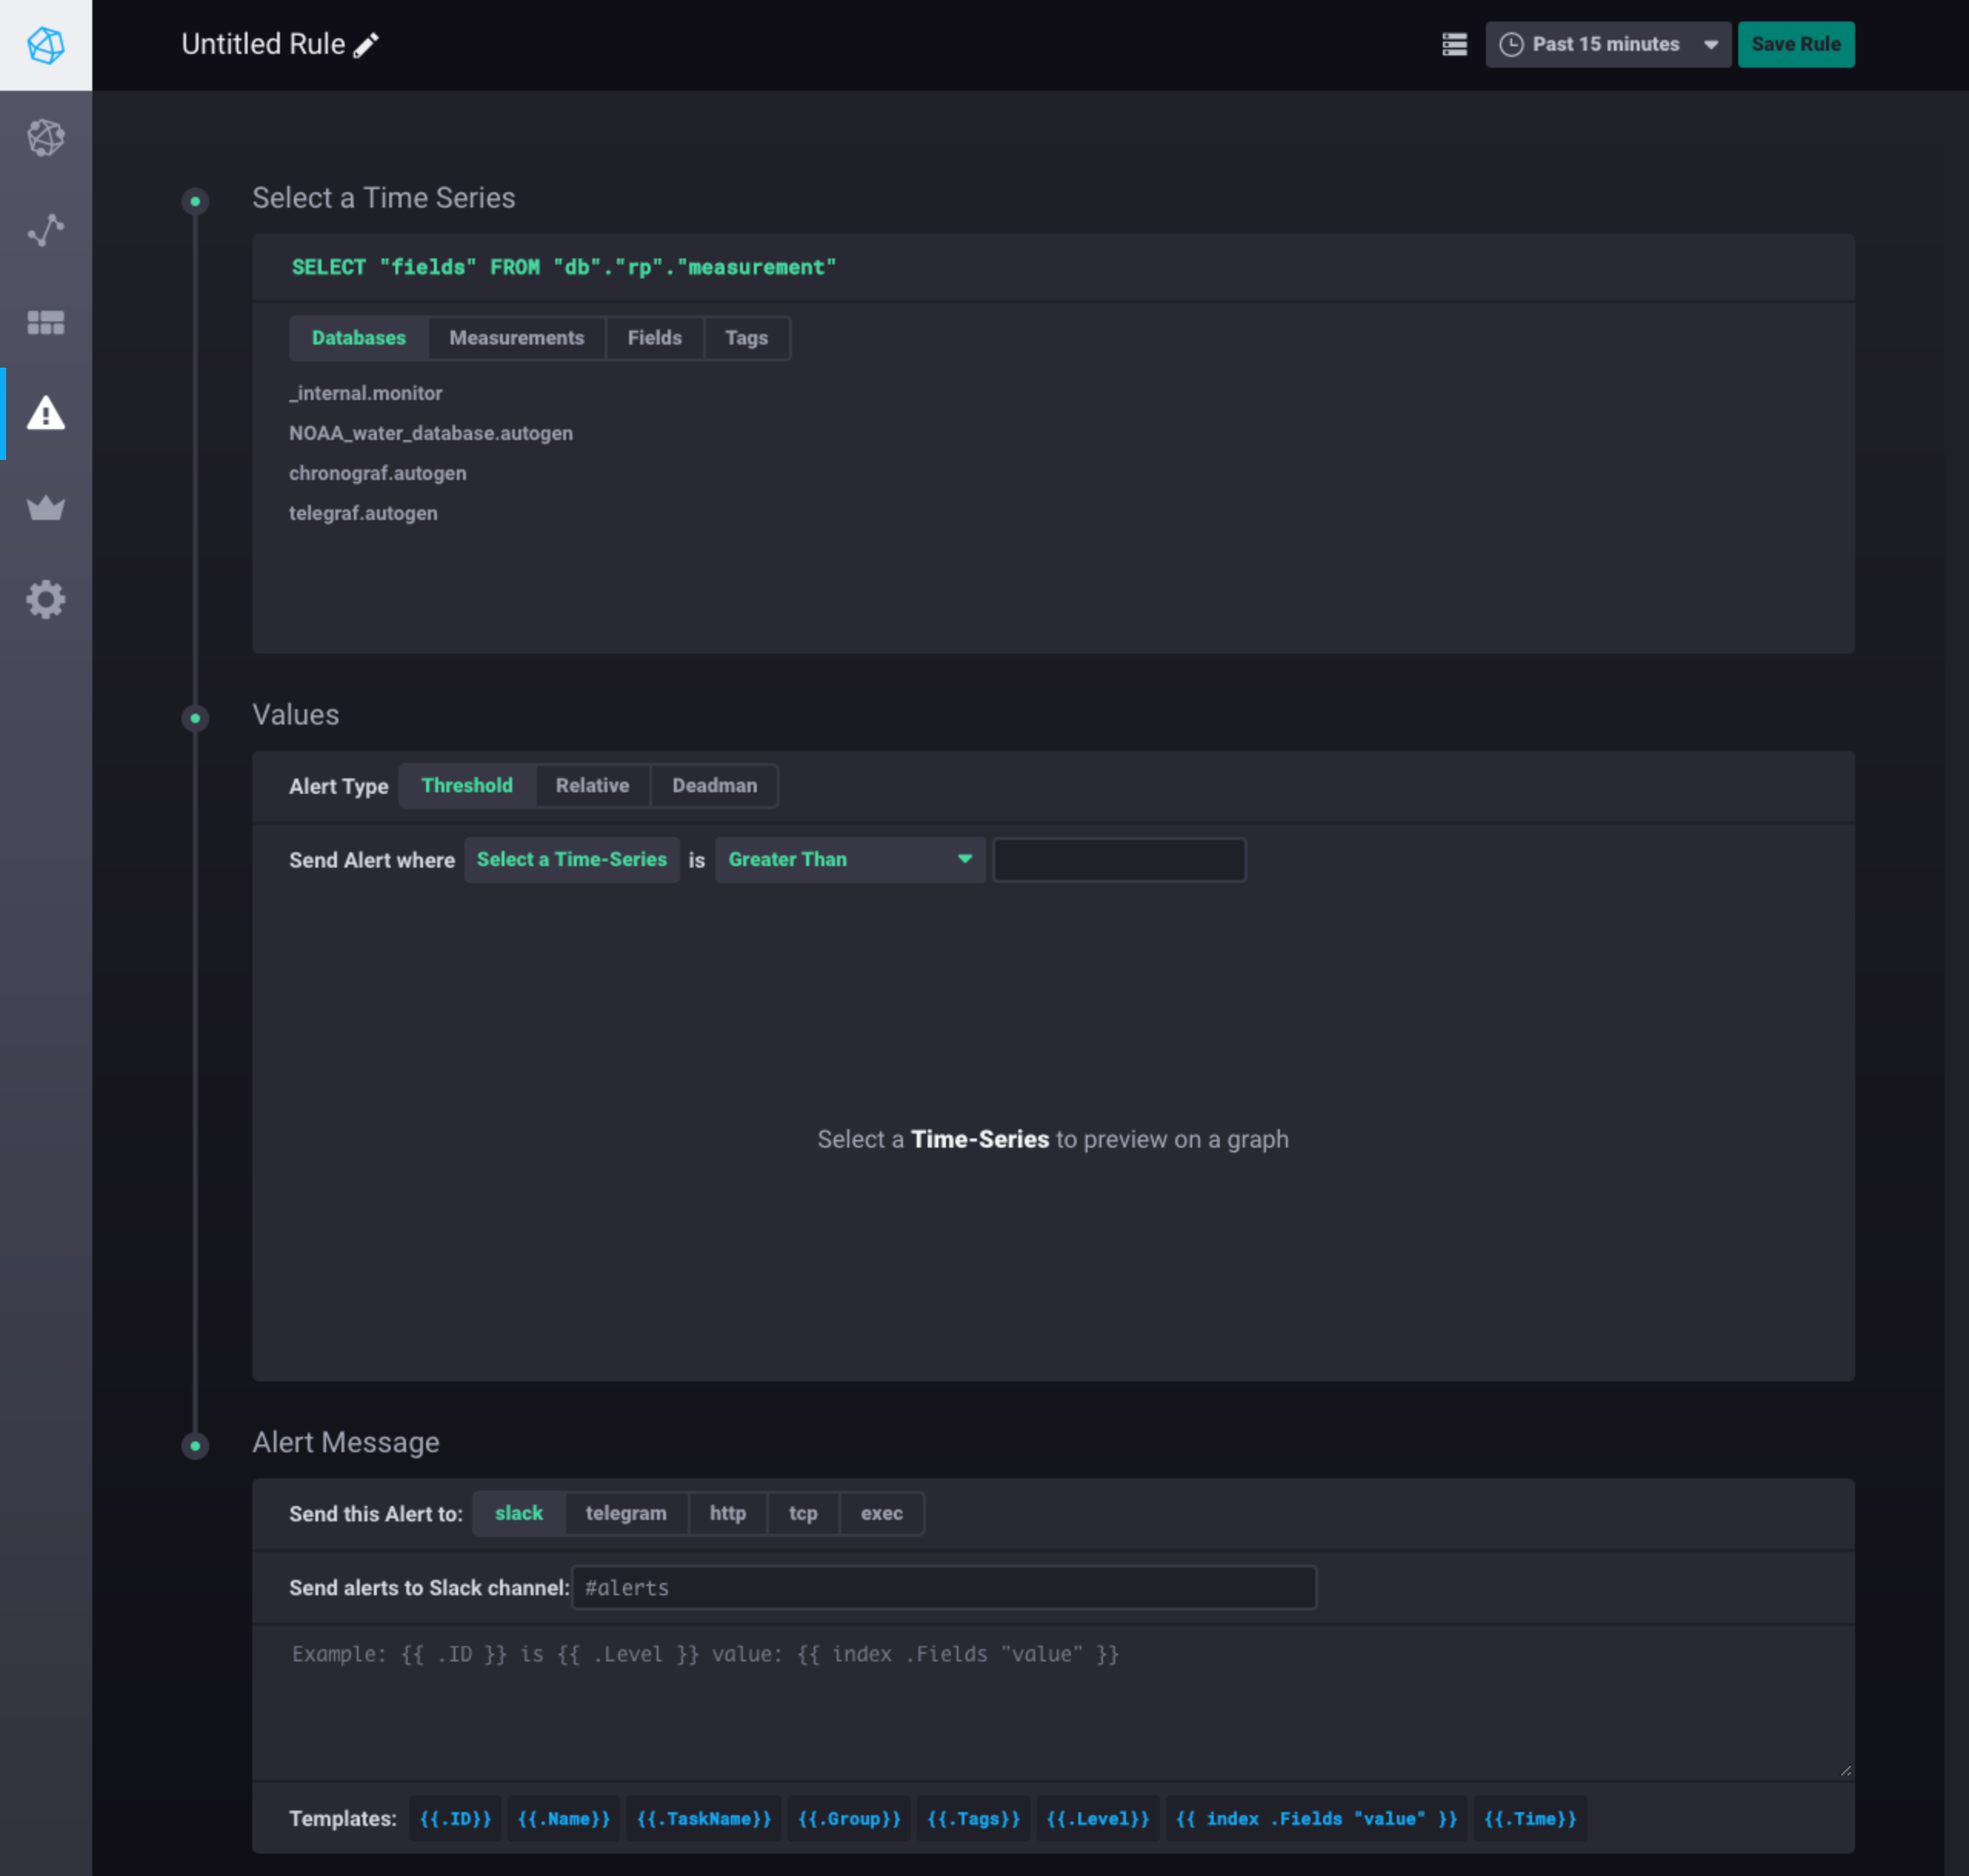 Untitled Rule
Past 15 minutes
Save Rule
Select a Time Series
SELECT "fields" FROM "db"."rp"."measurement"
Databases Measurements Fields Tags
_internal.monitor
NOAA_water_database.autogen
chronograf.autogen
telegraf.autogen
Values
Alert Type Threshold Relative Deadman
Send Alert where Select a Time-Series is Greater Than
Select a Time-Series to preview on a graph
Alert Message
Send this Alert to: slack telegram http tcp exec
Send alerts to Slack channel: #alerts
Example: {{ .ID }} is {{ .Level }} value: {{ index .Fields "value" }}
Templates: {{.ID}} {{.Name}} {{.TaskName}} {{.Group}} {{.Tags}} {{.Level}} {{ index .Fields "value" }} {{.Time}}